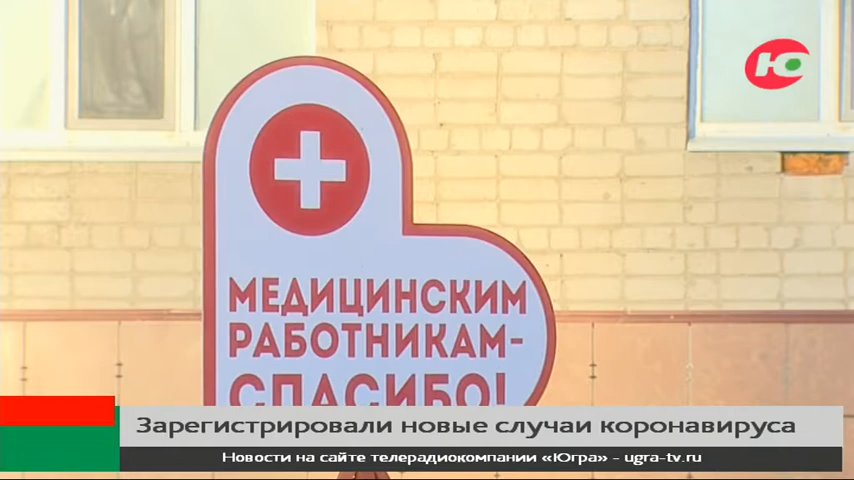 Ю
МЕДИЦИНСКИМ
РАБОТНИКАМ-
СПАСИБО!
Зарегистрировали новые случаи коронавируса
Новости на сайте телерадиокомпании «Югра» - ugra-tv.ru